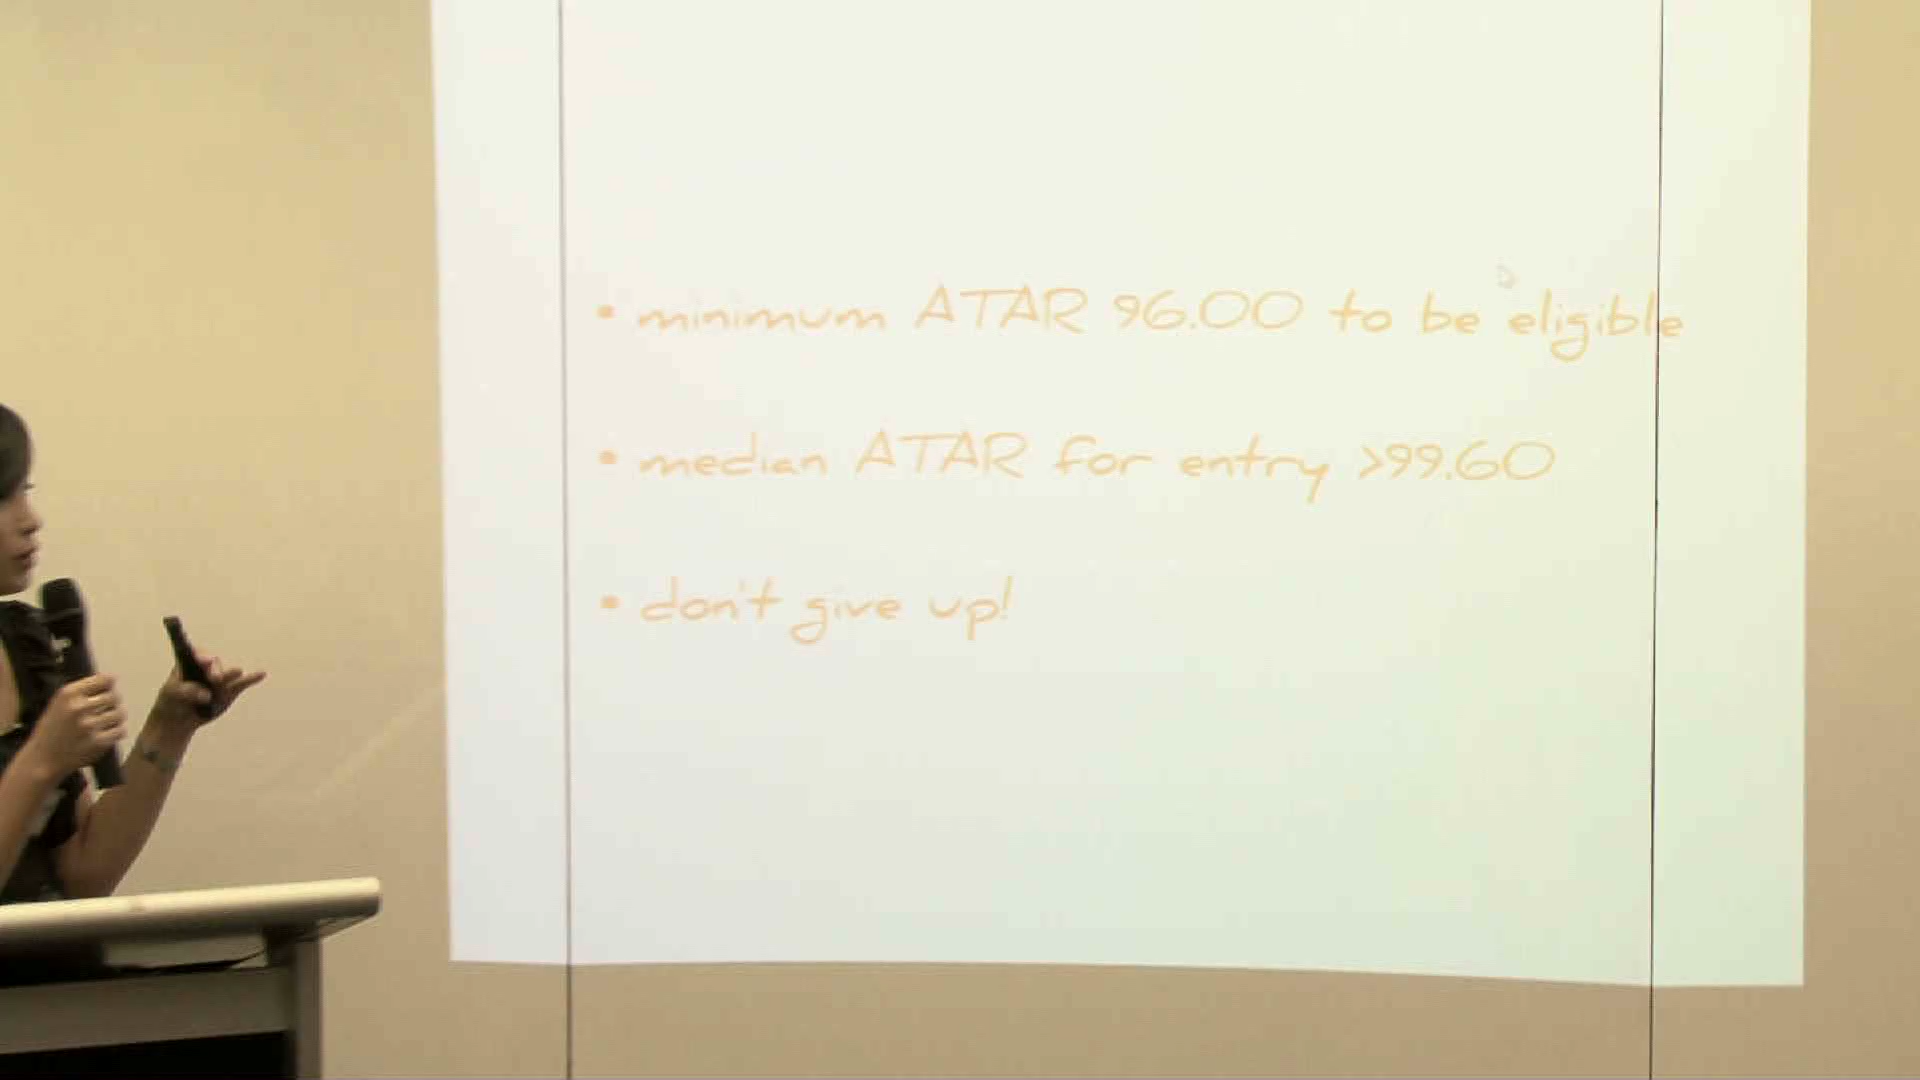 • minimum ATAR 96.00 to be eligible
• median ATAR for entry >99.60
• don't give up!